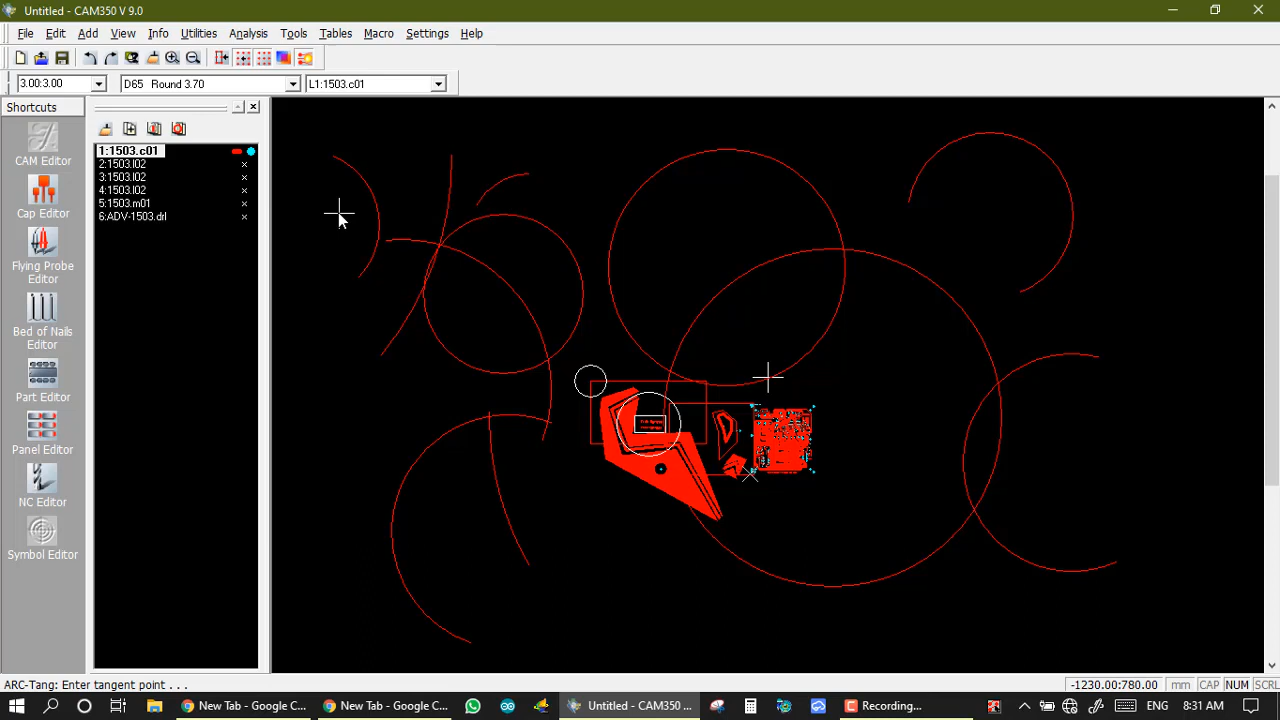 Untitled - CAM350 V 9.0
File Edit Add View Info Utilities Analysis Tools Tables Macro Settings Help
3.00:3.00 D65 Round 3.70 L1:1503.c01
Shortcuts
CAM Editor
Cap Editor
Flying Probe
Editor
Bed of Nails
Editor
Part Editor
Panel Editor
NC Editor
Symbol Editor
1:1503.c01
2:1503.l02
3:1503.l02
4:1503.l02
5:1503.m01
6:ADV-1503.drl
ARC-Tang: Enter tangent point . . .
-1230.00:780.00 mm CAP NUM SCRL
New Tab - Google C...
New Tab - Google C...
Untitled - CAM350 ...
Recording...
ENG 8:31 AM